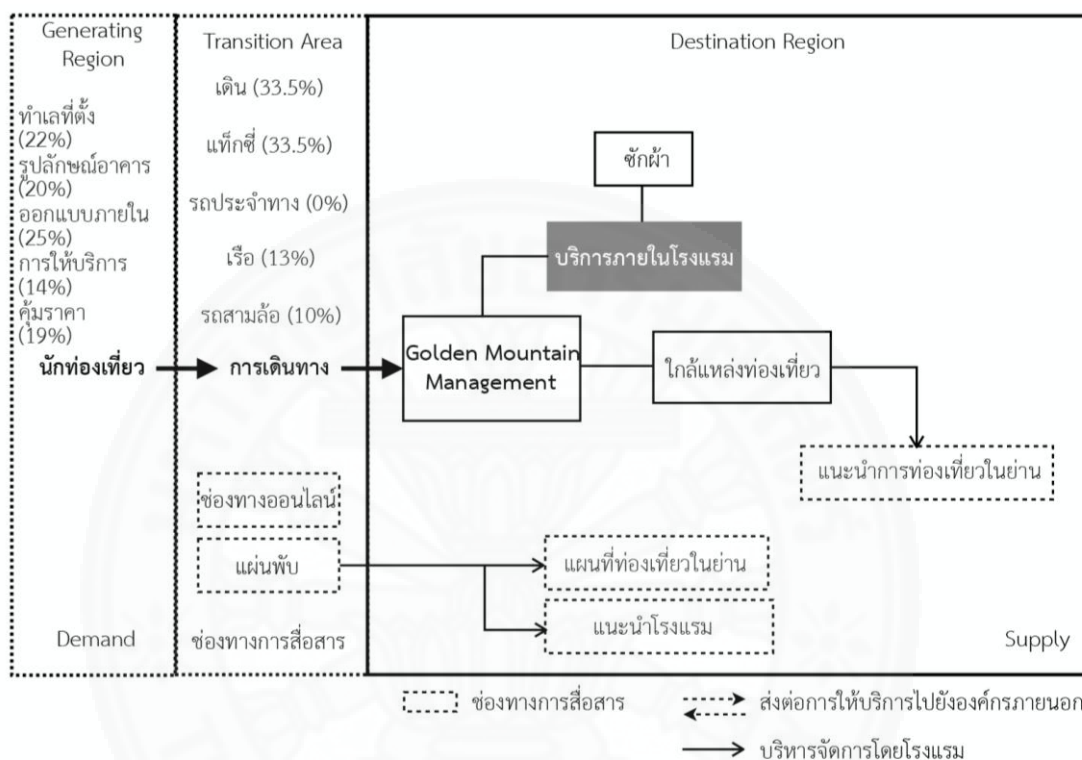 Generating
Region
Transition Area
Destination Region
ทำเลที่ตั้ง
(22%)
รูปลักษณ์อาคาร
(20%)
ออกแบบภายใน
(25%)
การให้บริการ
(14%)
คุ้มราคา
(19%)
นักท่องเที่ยว
เดิน (33.5%)
แท็กซี่ (33.5%)
รถประจำทาง (0%)
เรือ (13%)
รถสามล้อ (10%)
การเดินทาง
ซักผ้า
บริการภายในโรงแรม
Golden Mountain
Management
ใกล้แหล่งท่องเที่ยว
แนะนำการท่องเที่ยวในย่าน
ช่องทางออนไลน์
แผ่นพับ
แผนที่ท่องเที่ยวในย่าน
แนะนำโรงแรม
Demand
ช่องทางการสื่อสาร
Supply
ช่องทางการสื่อสาร
ส่งต่อการให้บริการไปยังองค์กรภายนอก
บริหารจัดการโดยโรงแรม